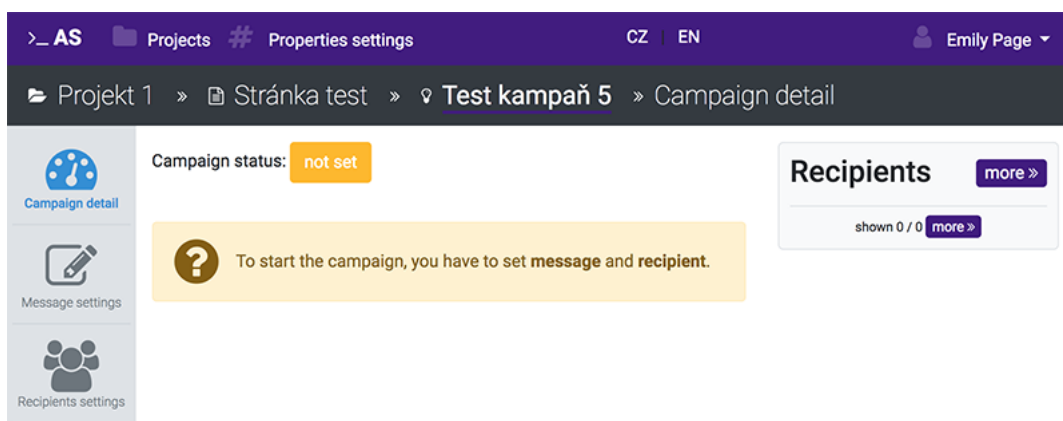 >_ AS Projects Properties settings CZ | EN Emily Page
Projekt 1 » Stránka test » Test kampaň 5 » Campaign detail
Campaign detail
Message settings
Recipients settings
Campaign status: not set
To start the campaign, you have to set message and recipient.
Recipients more »
shown 0 / 0 more »